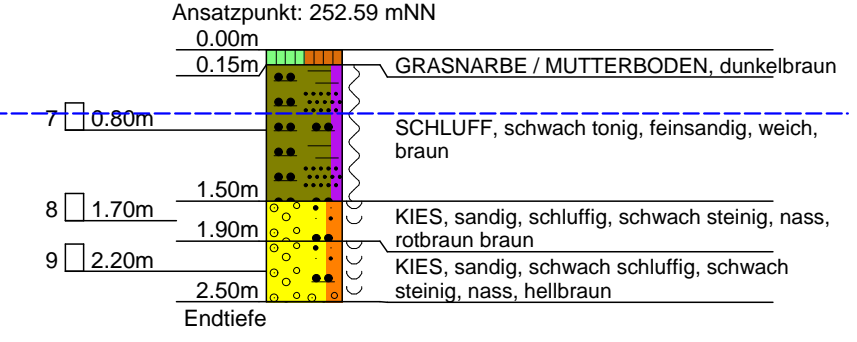 Ansatzpunkt: 252.59 mNN
0.00m
0.15m
GRASNARBE / MUTTERBODEN, dunkelbraun
7 0.80m
SCHLUFF, schwach tonig, feinsandig, weich,
braun
1.50m
8 1.70m
KIES, sandig, schluffig, schwach steinig, nass,
rotbraun braun
1.90m
9 2.20m
KIES, sandig, schwach schluffig, schwach
steinig, nass, hellbraun
2.50m
Endtiefe